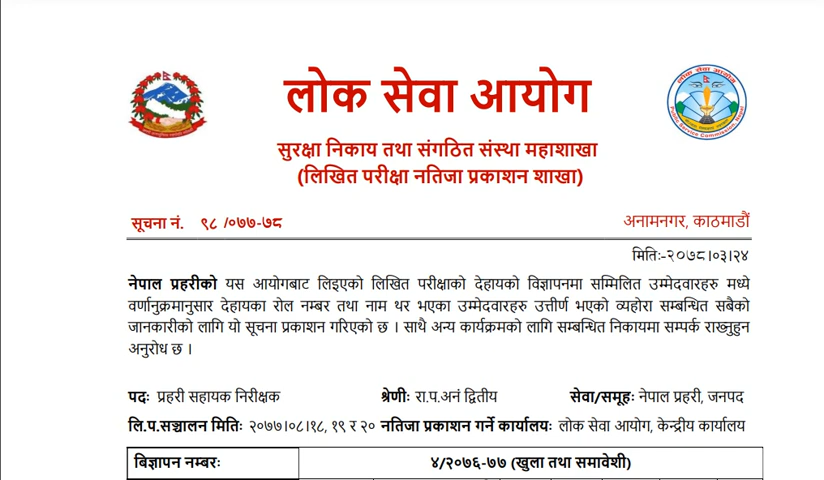 लोक सेवा आयोग
सुरक्षा निकाय तथा संगठित संस्था महाशाखा
(लिखित परीक्षा नतिजा प्रकाशन शाखा)
सूचना नं. ९८ /०७७-७८ अनामनगर, काठमाडौं
मितिः-२०७८।०३।२४
नेपाल प्रहरीको यस आयोगबाट लिइएको लिखित परीक्षाको देहायको विज्ञापनमा सम्मिलित उम्मेदवारहरु मध्ये
वर्णानुक्रमानुसार देहायका रोल नम्बर तथा नाम थर भएका उम्मेदवारहरु उत्तीर्ण भएको व्यहोरा सम्बन्धित सबैको
जानकारीको लागि यो सूचना प्रकाशन गरिएको छ । साथै अन्य कार्यक्रमको लागि सम्बन्धित निकायमा सम्पर्क राख्नुहुन
अनुरोध छ ।
पदः प्रहरी सहायक निरीक्षक श्रेणीः रा.प.अनं द्वितीय सेवा/समूहः नेपाल प्रहरी, जनपद
लि.प.सञ्चालन मितिः २०७७।०८।१८, १९ र २० नतिजा प्रकाशन गर्ने कार्यालयः लोक सेवा आयोग, केन्द्रीय कार्यालय
बिज्ञापन नम्बरः ४/२०७६-७७ (खुला तथा समावेशी)